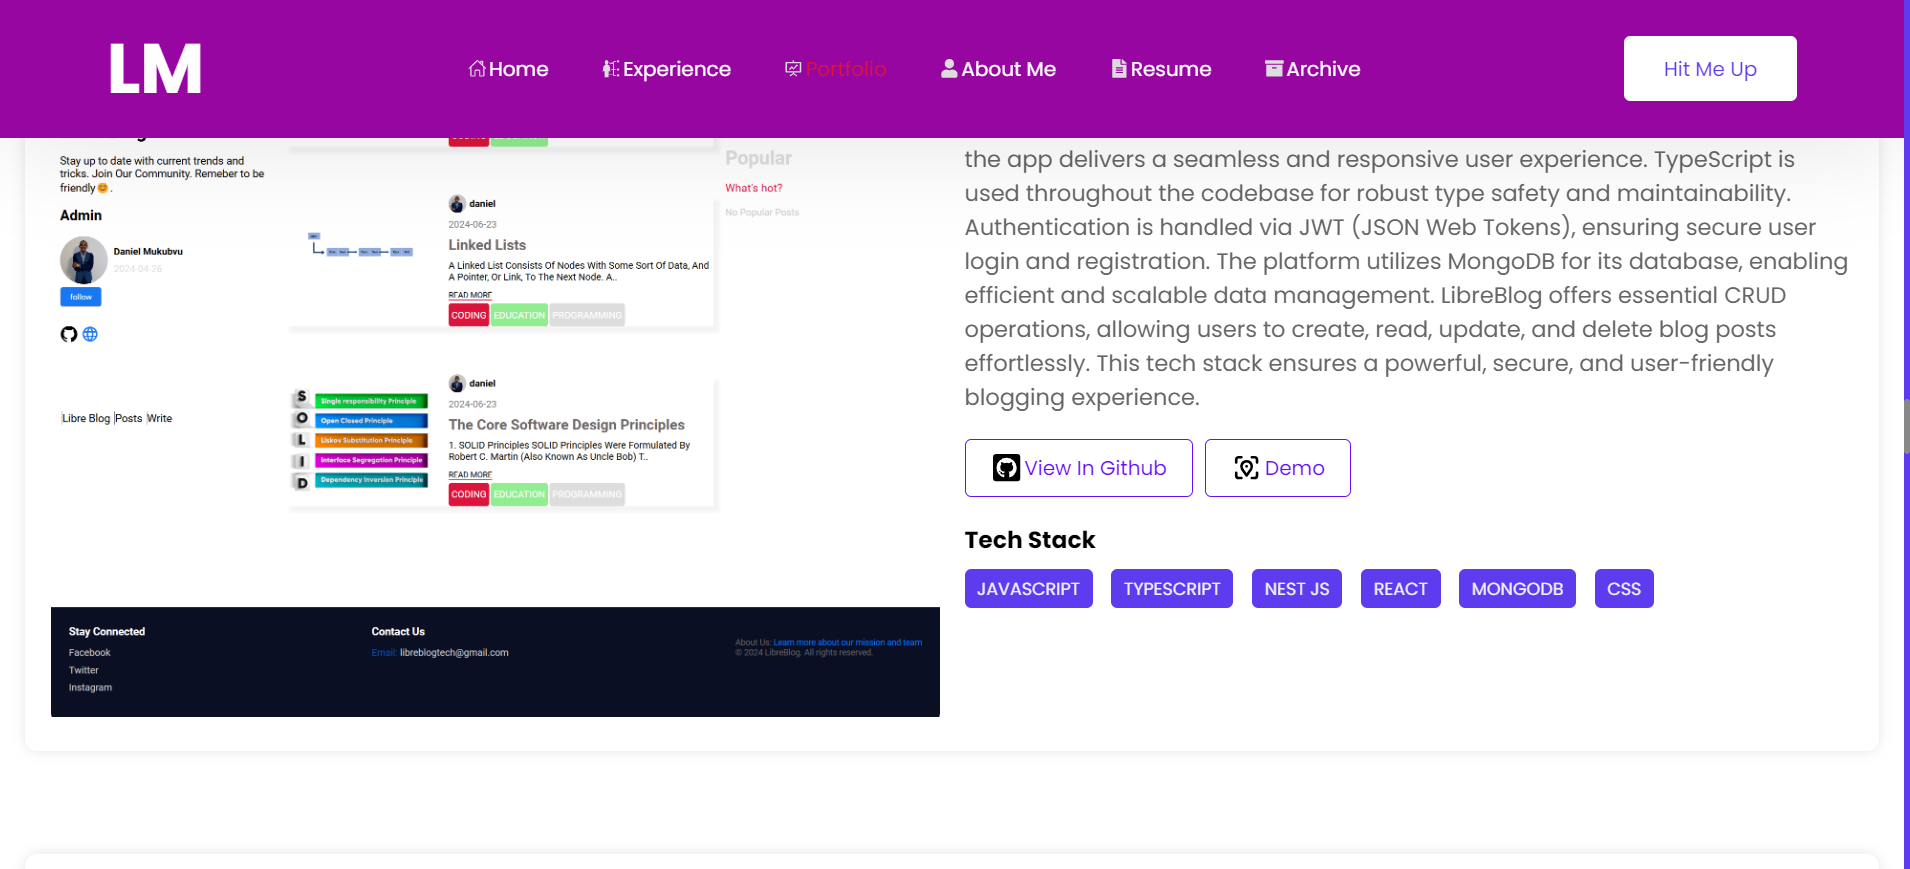 LM
Home
Experience
Portfolio
About Me
Resume
Archive
Hit Me Up
Stay up to date with current trends and
tricks. Join Our Community. Remeber to be
friendly😊.
Admin
Daniel Mukubvu
2024-04-26
follow
Libre Blog Posts Write
daniel
2024-06-23
Linked Lists
A Linked List Consists Of Nodes With Some Sort Of Data, And
A Pointer, Or Link, To The Next Node. A..
READ MORE
CODING EDUCATION PROGRAMMING
S Single responsibility Principle
O Open Closed Principle
L Liskov Substitution Principle
I Interface Segregation Principle
D Dependency Inversion Principle
daniel
2024-06-23
The Core Software Design Principles
1. SOLID Principles SOLID Principles Were Formulated By
Robert C. Martin (Also Known As Uncle Bob) T..
READ MORE
CODING EDUCATION PROGRAMMING
Popular
What's hot?
No Popular Posts
Stay Connected
Facebook
Twitter
Instagram
Contact Us
Email: libreblogtech@gmail.com
About Us: Learn more about our mission and team
© 2024 LibreBlog. All rights reserved.
the app delivers a seamless and responsive user experience. TypeScript is
used throughout the codebase for robust type safety and maintainability.
Authentication is handled via JWT (JSON Web Tokens), ensuring secure user
login and registration. The platform utilizes MongoDB for its database, enabling
efficient and scalable data management. LibreBlog offers essential CRUD
operations, allowing users to create, read, update, and delete blog posts
effortlessly. This tech stack ensures a powerful, secure, and user-friendly
blogging experience.
View In Github
Demo
Tech Stack
JAVASCRIPT
TYPESCRIPT
NEST JS
REACT
MONGODB
CSS